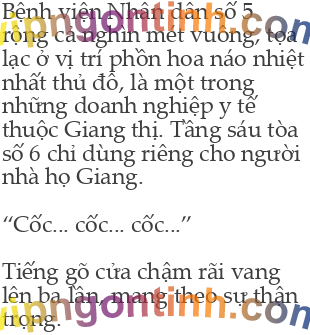 Bệnh viện Nhân dân số 5
rộng cả nghìn mét vuông, tọa
lạc ở vị trí phồn hoa náo nhiệt
nhất thủ đô, là một trong
những doanh nghiệp y tế
thuộc Giang thị. Tầng sáu tòa
số 6 chỉ dùng riêng cho người
nhà họ Giang.
“Cốc... cốc... cốc...”
Tiếng gõ cửa chậm rãi vang
lên ba lần, mang theo sự thận
trọng.
vipngontinh.com
vipngontinh.com